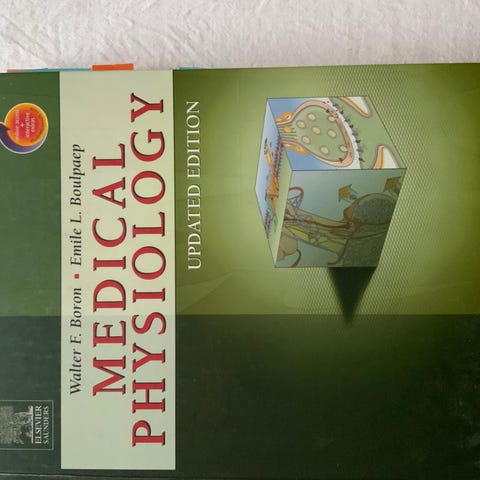 Walter F. Boron ▪ Emile L. Boulpaep
MEDICAL
PHYSIOLOGY
UPDATED EDITION
ELSEVIER
SAUNDERS